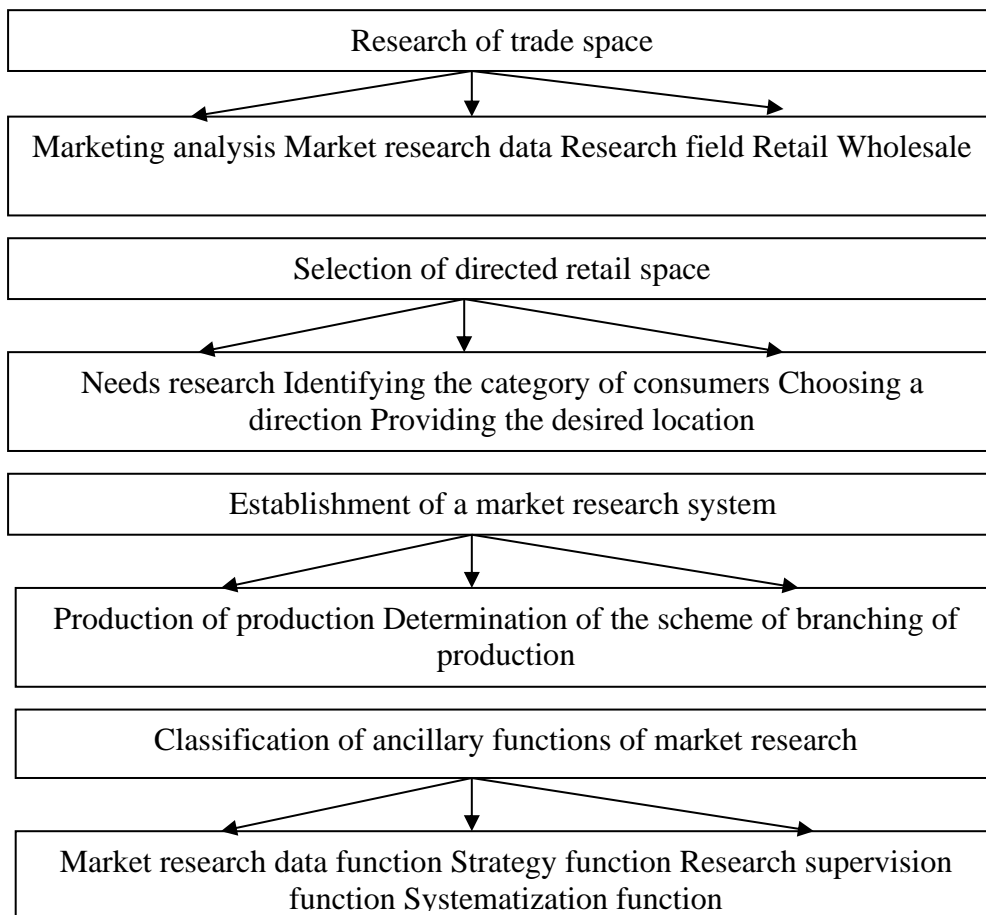 Research of trade space
Marketing analysis Market research data Research field Retail Wholesale
Selection of directed retail space
Needs research Identifying the category of consumers Choosing a
direction Providing the desired location
Establishment of a market research system
Production of production Determination of the scheme of branching of
production
Classification of ancillary functions of market research
Market research data function Strategy function Research supervision
function Systematization function